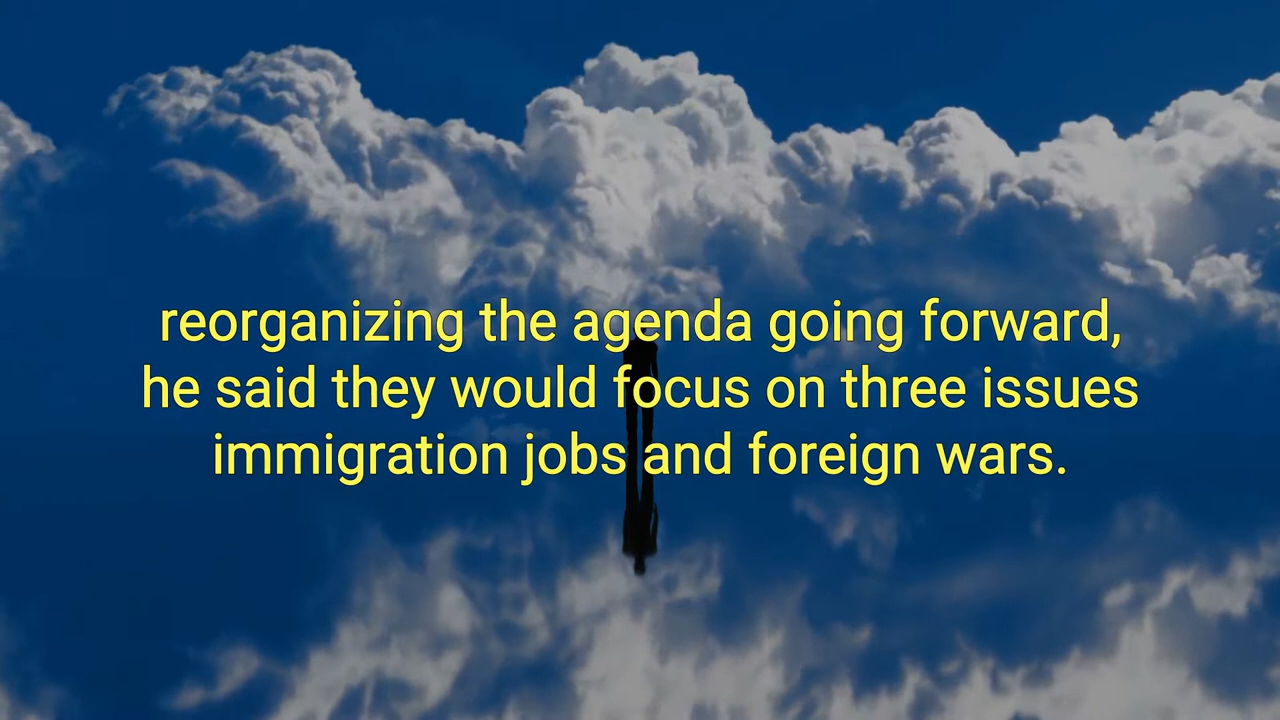 reorganizing the agenda going forward,
he said they would focus on three issues
immigration jobs and foreign wars.